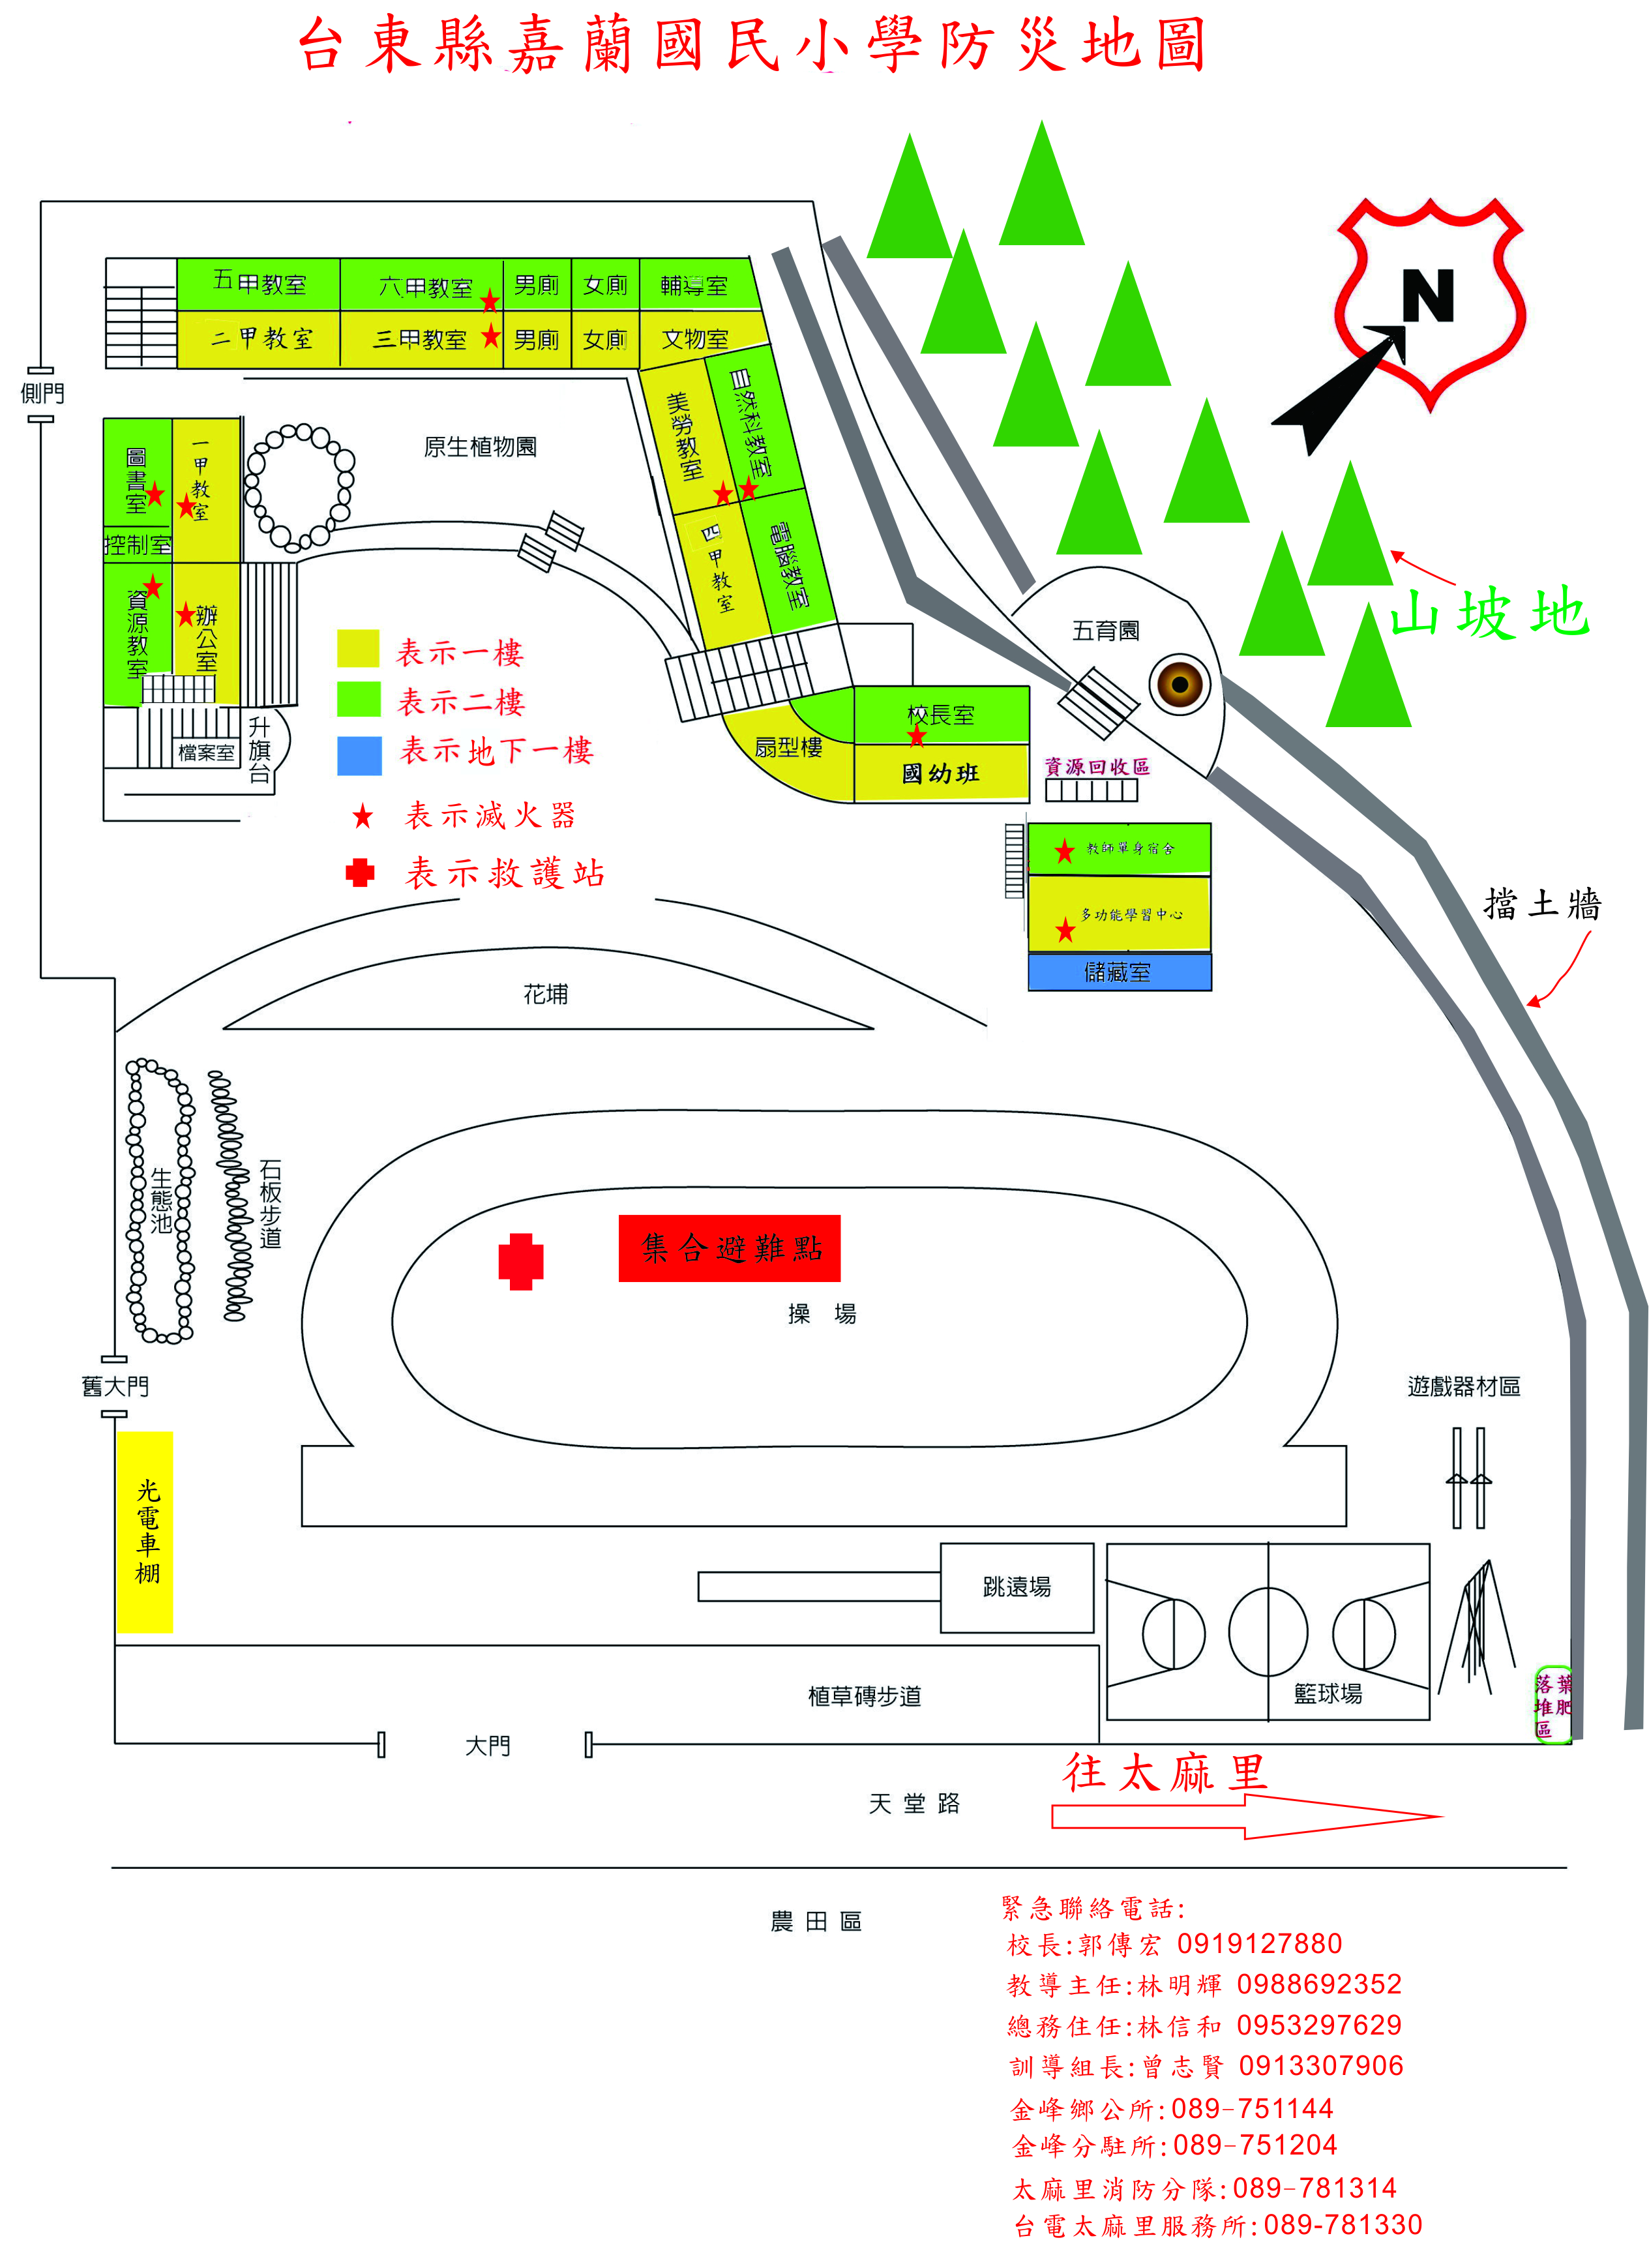 台東縣嘉蘭國民小學防災地圖
N
五甲教室
六甲教室
男廁
女廁
輔導室
二甲教室
三甲教室
男廁
女廁
文物室
側門
圖書室
一甲教室
控制室
資源教室
辦公室
檔案室
升旗台
原生植物園
美勞教室
自然科教室
四甲教室
電腦教室
表示一樓
表示二樓
表示地下一樓
表示滅火器
表示救護站
扇型樓
校長室
國幼班
五育園
山坡地
資源回收區
教師單身宿舍
多功能學習中心
儲藏室
擋土牆
花埔
生態池
石板步道
集合避難點
操 場
舊大門
遊戲器材區
光電車棚
跳遠場
籃球場
植草磚步道
落葉
堆肥
區
大門
往太麻里
天堂路
農田區
緊急聯絡電話:
校長:郭傳宏 0919127880
教導主任:林明輝 0988692352
總務住任:林信和 0953297629
訓導組長:曾志賢 0913307906
金峰鄉公所:089-751144
金峰分駐所:089-751204
太麻里消防分隊:089-781314
台電太麻里服務所:089-781330